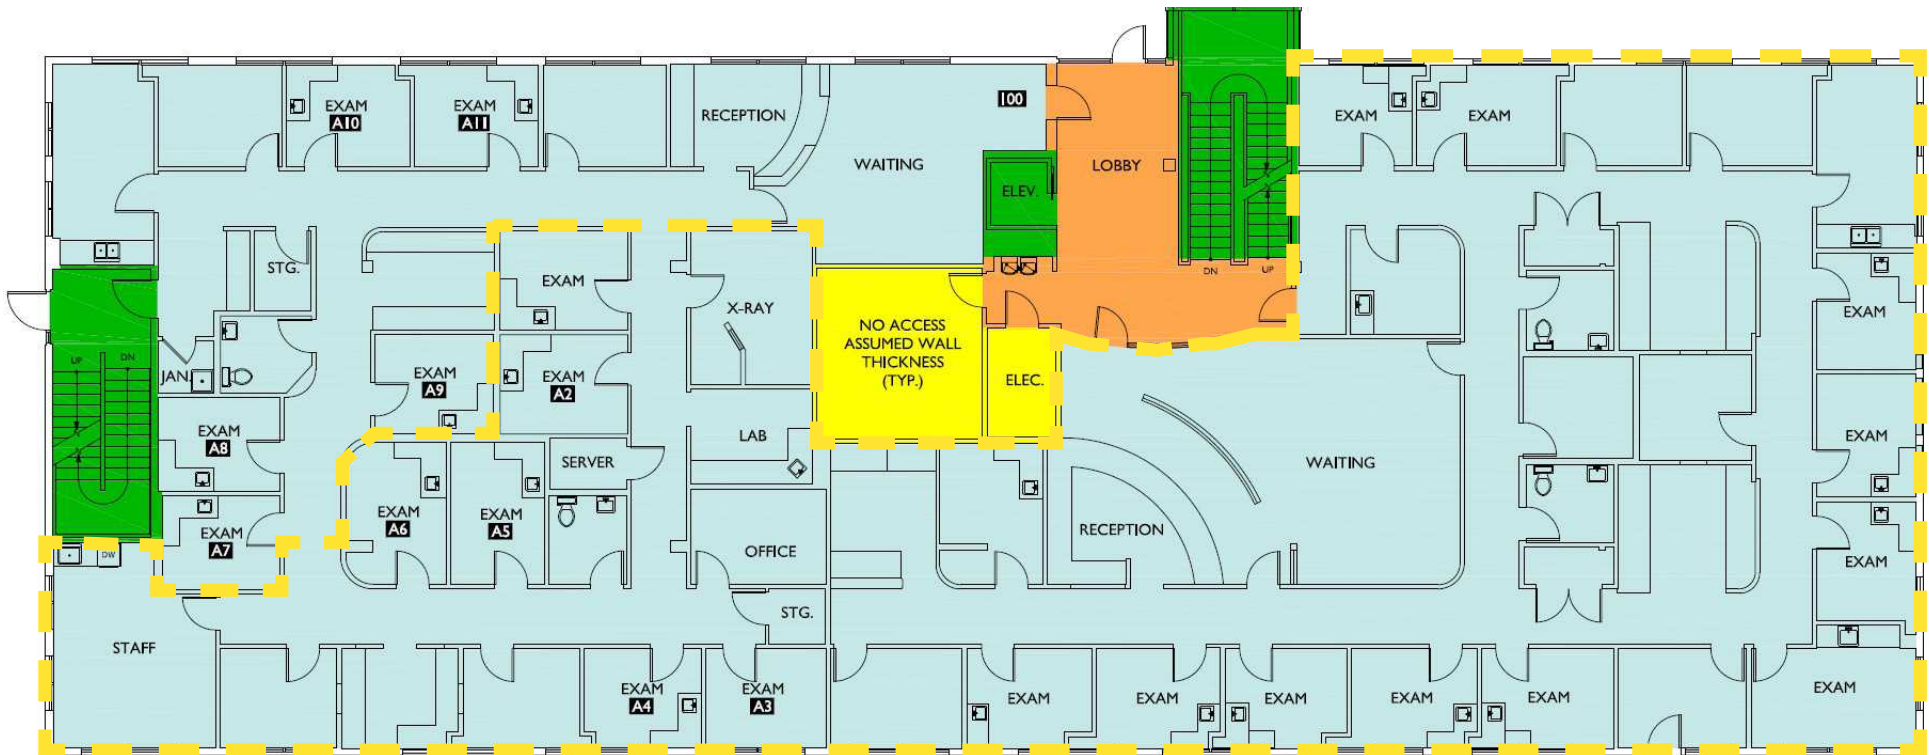 EXAM
A10
EXAM
A11
RECEPTION
100
WAITING
LOBBY
ELEV.
EXAM
EXAM
STG.
EXAM
X-RAY
DN
UP
NO ACCESS
ASSUMED WALL
THICKNESS
(TYP.)
EXAM
UP
DN
JAN.
EXAM
A9
EXAM
A2
ELEC.
EXAM
A8
LAB
SERVER
WAITING
EXAM
EXAM
A7
EXAM
A6
EXAM
A5
RECEPTION
DW
OFFICE
EXAM
STG.
STAFF
EXAM
A4
EXAM
A3
EXAM
EXAM
EXAM
EXAM
EXAM
EXAM